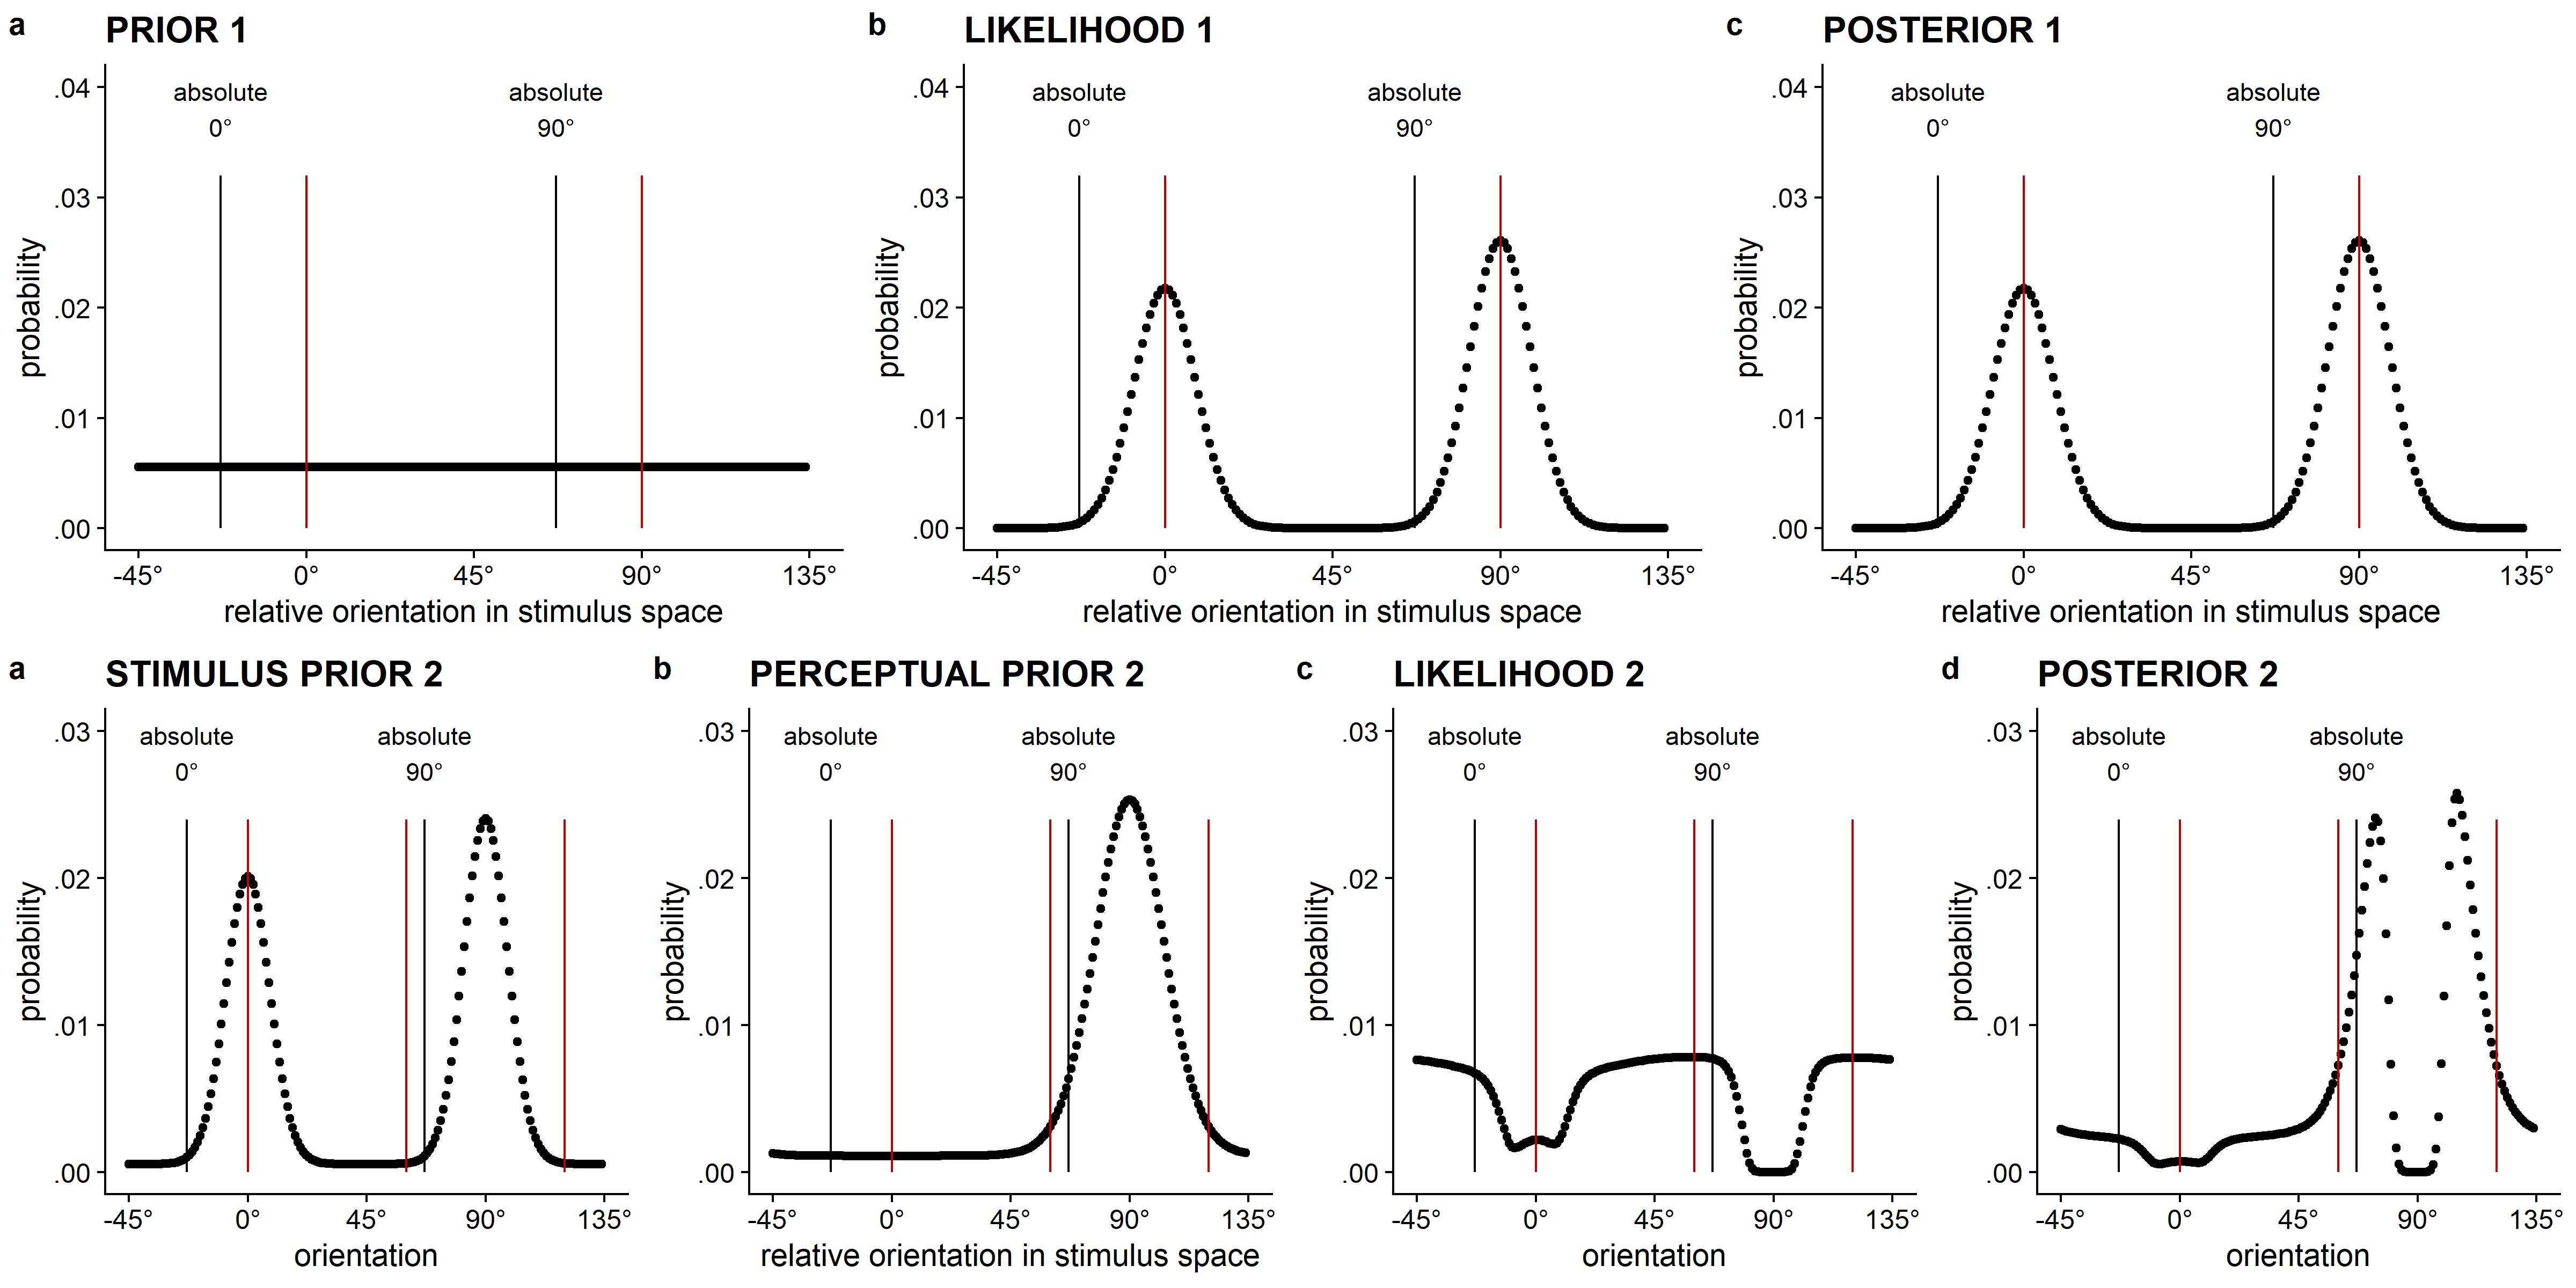 a PRIOR 1
absolute absolute
0° 90°
.04
.03
.02
.01
.00
probability
-45° 0° 45° 90° 135°
relative orientation in stimulus space
b LIKELIHOOD 1
absolute absolute
0° 90°
.04
.03
.02
.01
.00
probability
-45° 0° 45° 90° 135°
relative orientation in stimulus space
c POSTERIOR 1
absolute absolute
0° 90°
.04
.03
.02
.01
.00
probability
-45° 0° 45° 90° 135°
relative orientation in stimulus space
a STIMULUS PRIOR 2
absolute absolute
0° 90°
.03
.02
.01
.00
probability
-45° 0° 45° 90° 135°
orientation
b PERCEPTUAL PRIOR 2
absolute absolute
0° 90°
.03
.02
.01
.00
probability
-45° 0° 45° 90° 135°
relative orientation in stimulus space
c LIKELIHOOD 2
absolute absolute
0° 90°
.03
.02
.01
.00
probability
-45° 0° 45° 90° 135°
orientation
d POSTERIOR 2
absolute absolute
0° 90°
.03
.02
.01
.00
probability
-45° 0° 45° 90° 135°
orientation